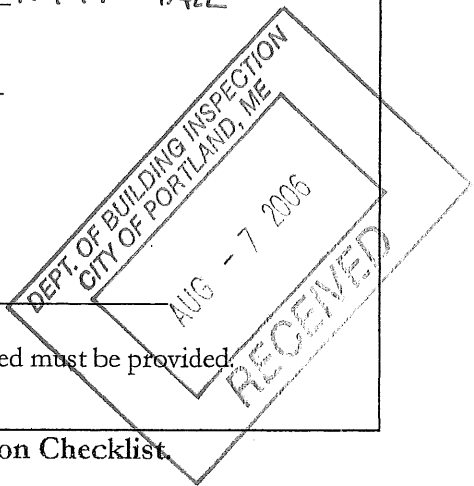 DEPT. OF BUILDING INSPECTION
CITY OF PORTLAND, ME
AUG - 7 2006
RECEIVED
ed must be provided.
on Checklist.